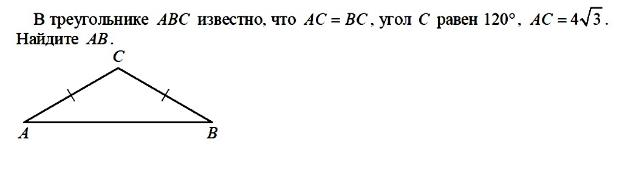 В треугольнике ABC известно, что AC = BC, угол C равен 120°, AC = 4√3.
Найдите AB.
C
A B